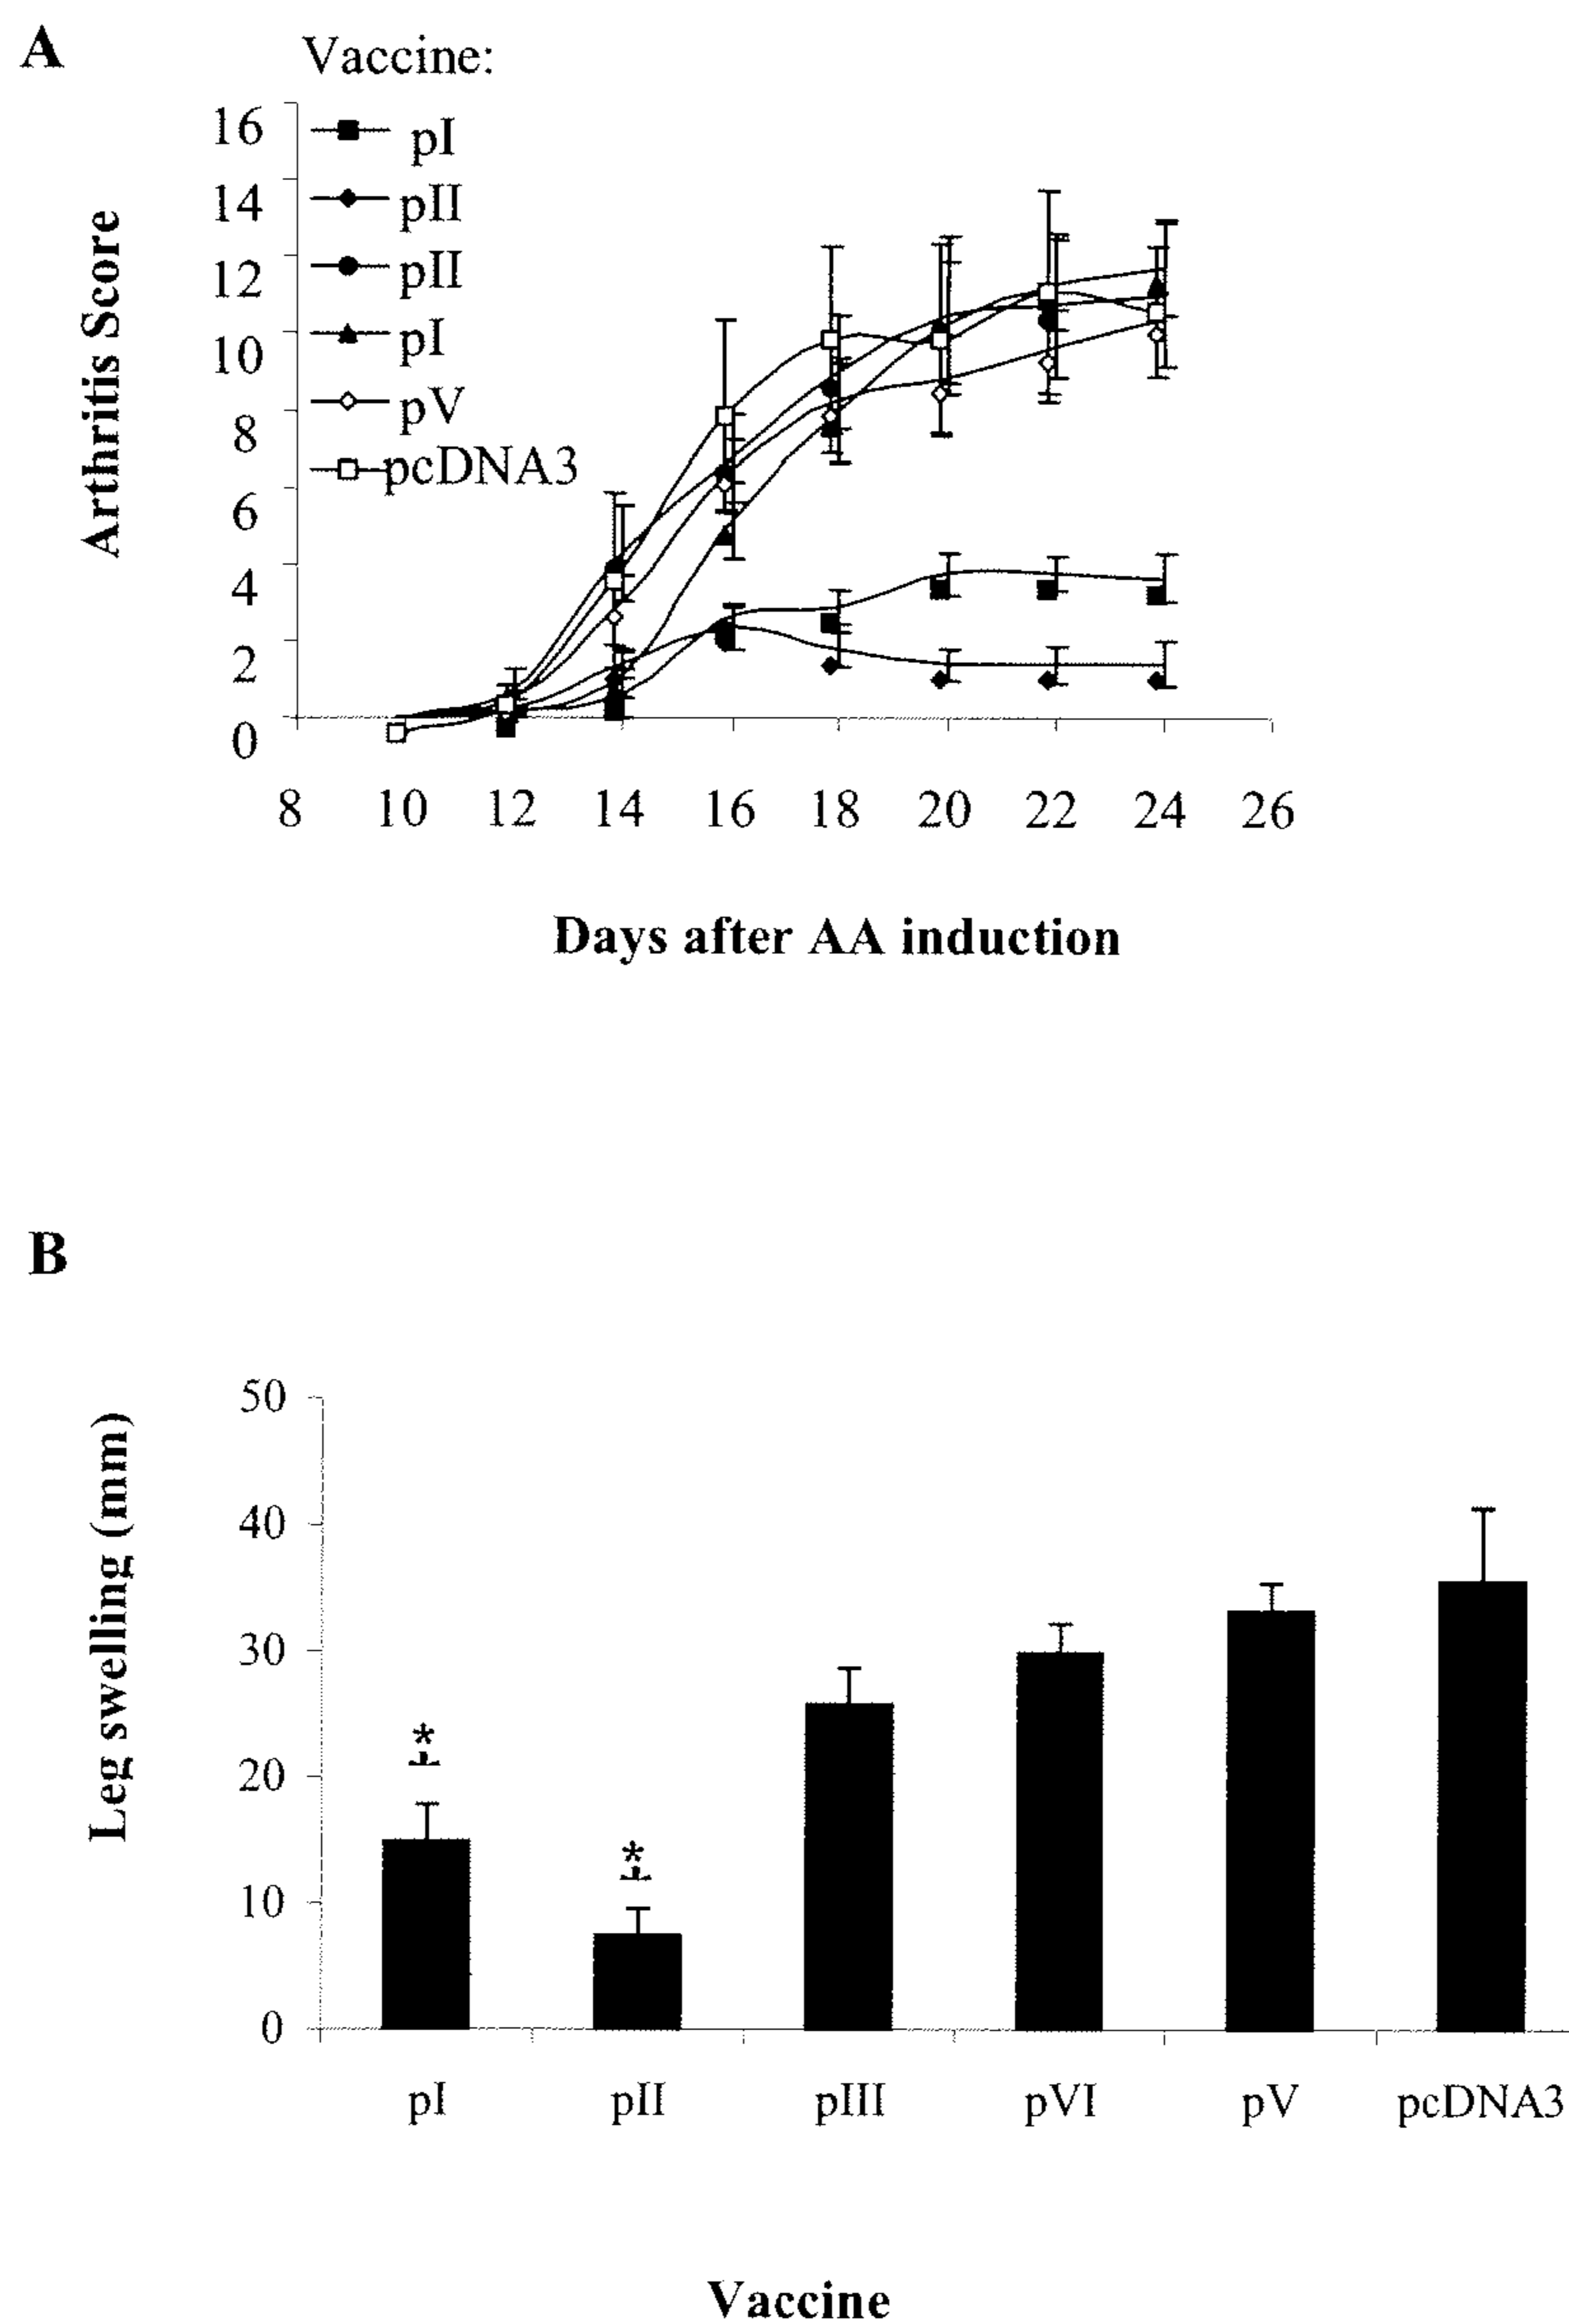 A
Vaccine:
16
14
12
10
8
6
4
2
0
pI
pII
pII
pI
pV
pcDNA3
Arthritis Score
8 10 12 14 16 18 20 22 24 26
Days after AA induction
B
50
40
30
20
10
0
Leg swelling (mm)
*
*
pI pII pIII pVI pV pcDNA3
Vaccine